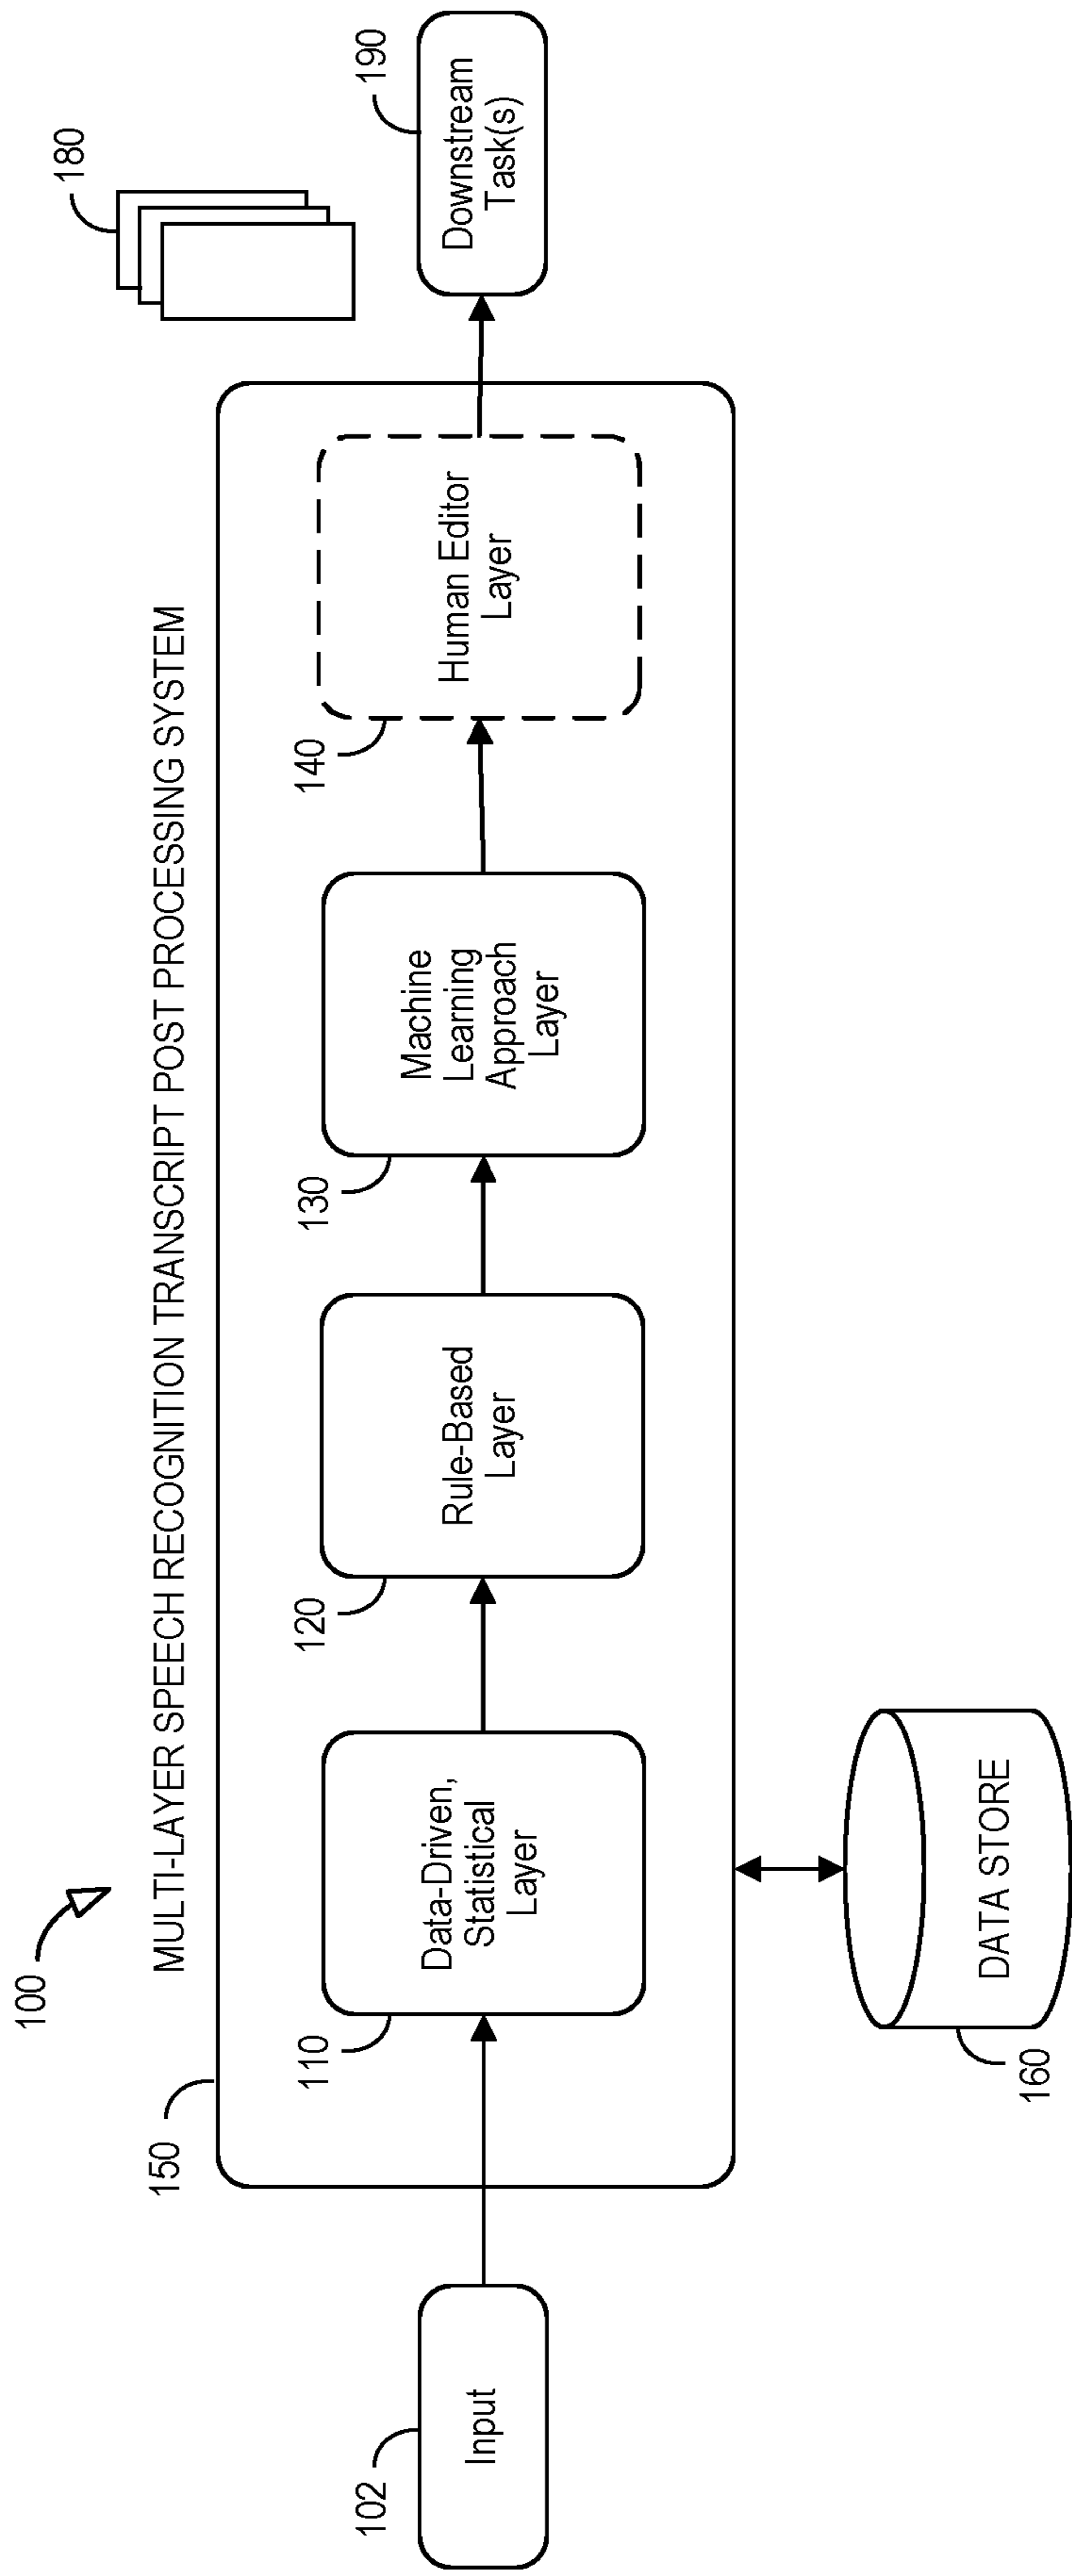 100
MULTI-LAYER SPEECH RECOGNITION TRANSCRIPT POST PROCESSING SYSTEM
180
150
102
Input
110
Data-Driven,
Statistical
Layer
120
Rule-Based
Layer
130
Machine
Learning
Approach
Layer
140
Human Editor
Layer
190
Downstream
Task(s)
160
DATA STORE